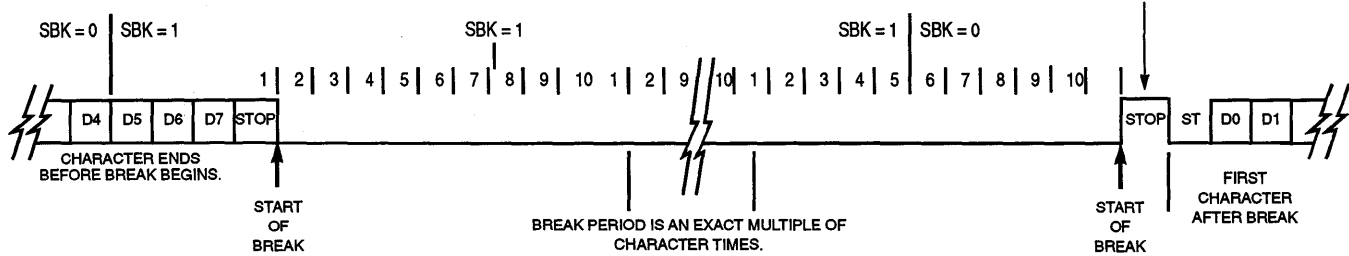 SBK = 0 SBK = 1 SBK = 1 SBK = 1 SBK = 0
1 2 3 4 5 6 7 8 9 10 1 2 9 10 1 2 3 4 5 6 7 8 9 10
D4 D5 D6 D7 STOP STOP ST D0 D1
CHARACTER ENDS
BEFORE BREAK BEGINS.
START
OF
BREAK
BREAK PERIOD IS AN EXACT MULTIPLE OF
CHARACTER TIMES.
START
OF
BREAK
FIRST
CHARACTER
AFTER BREAK